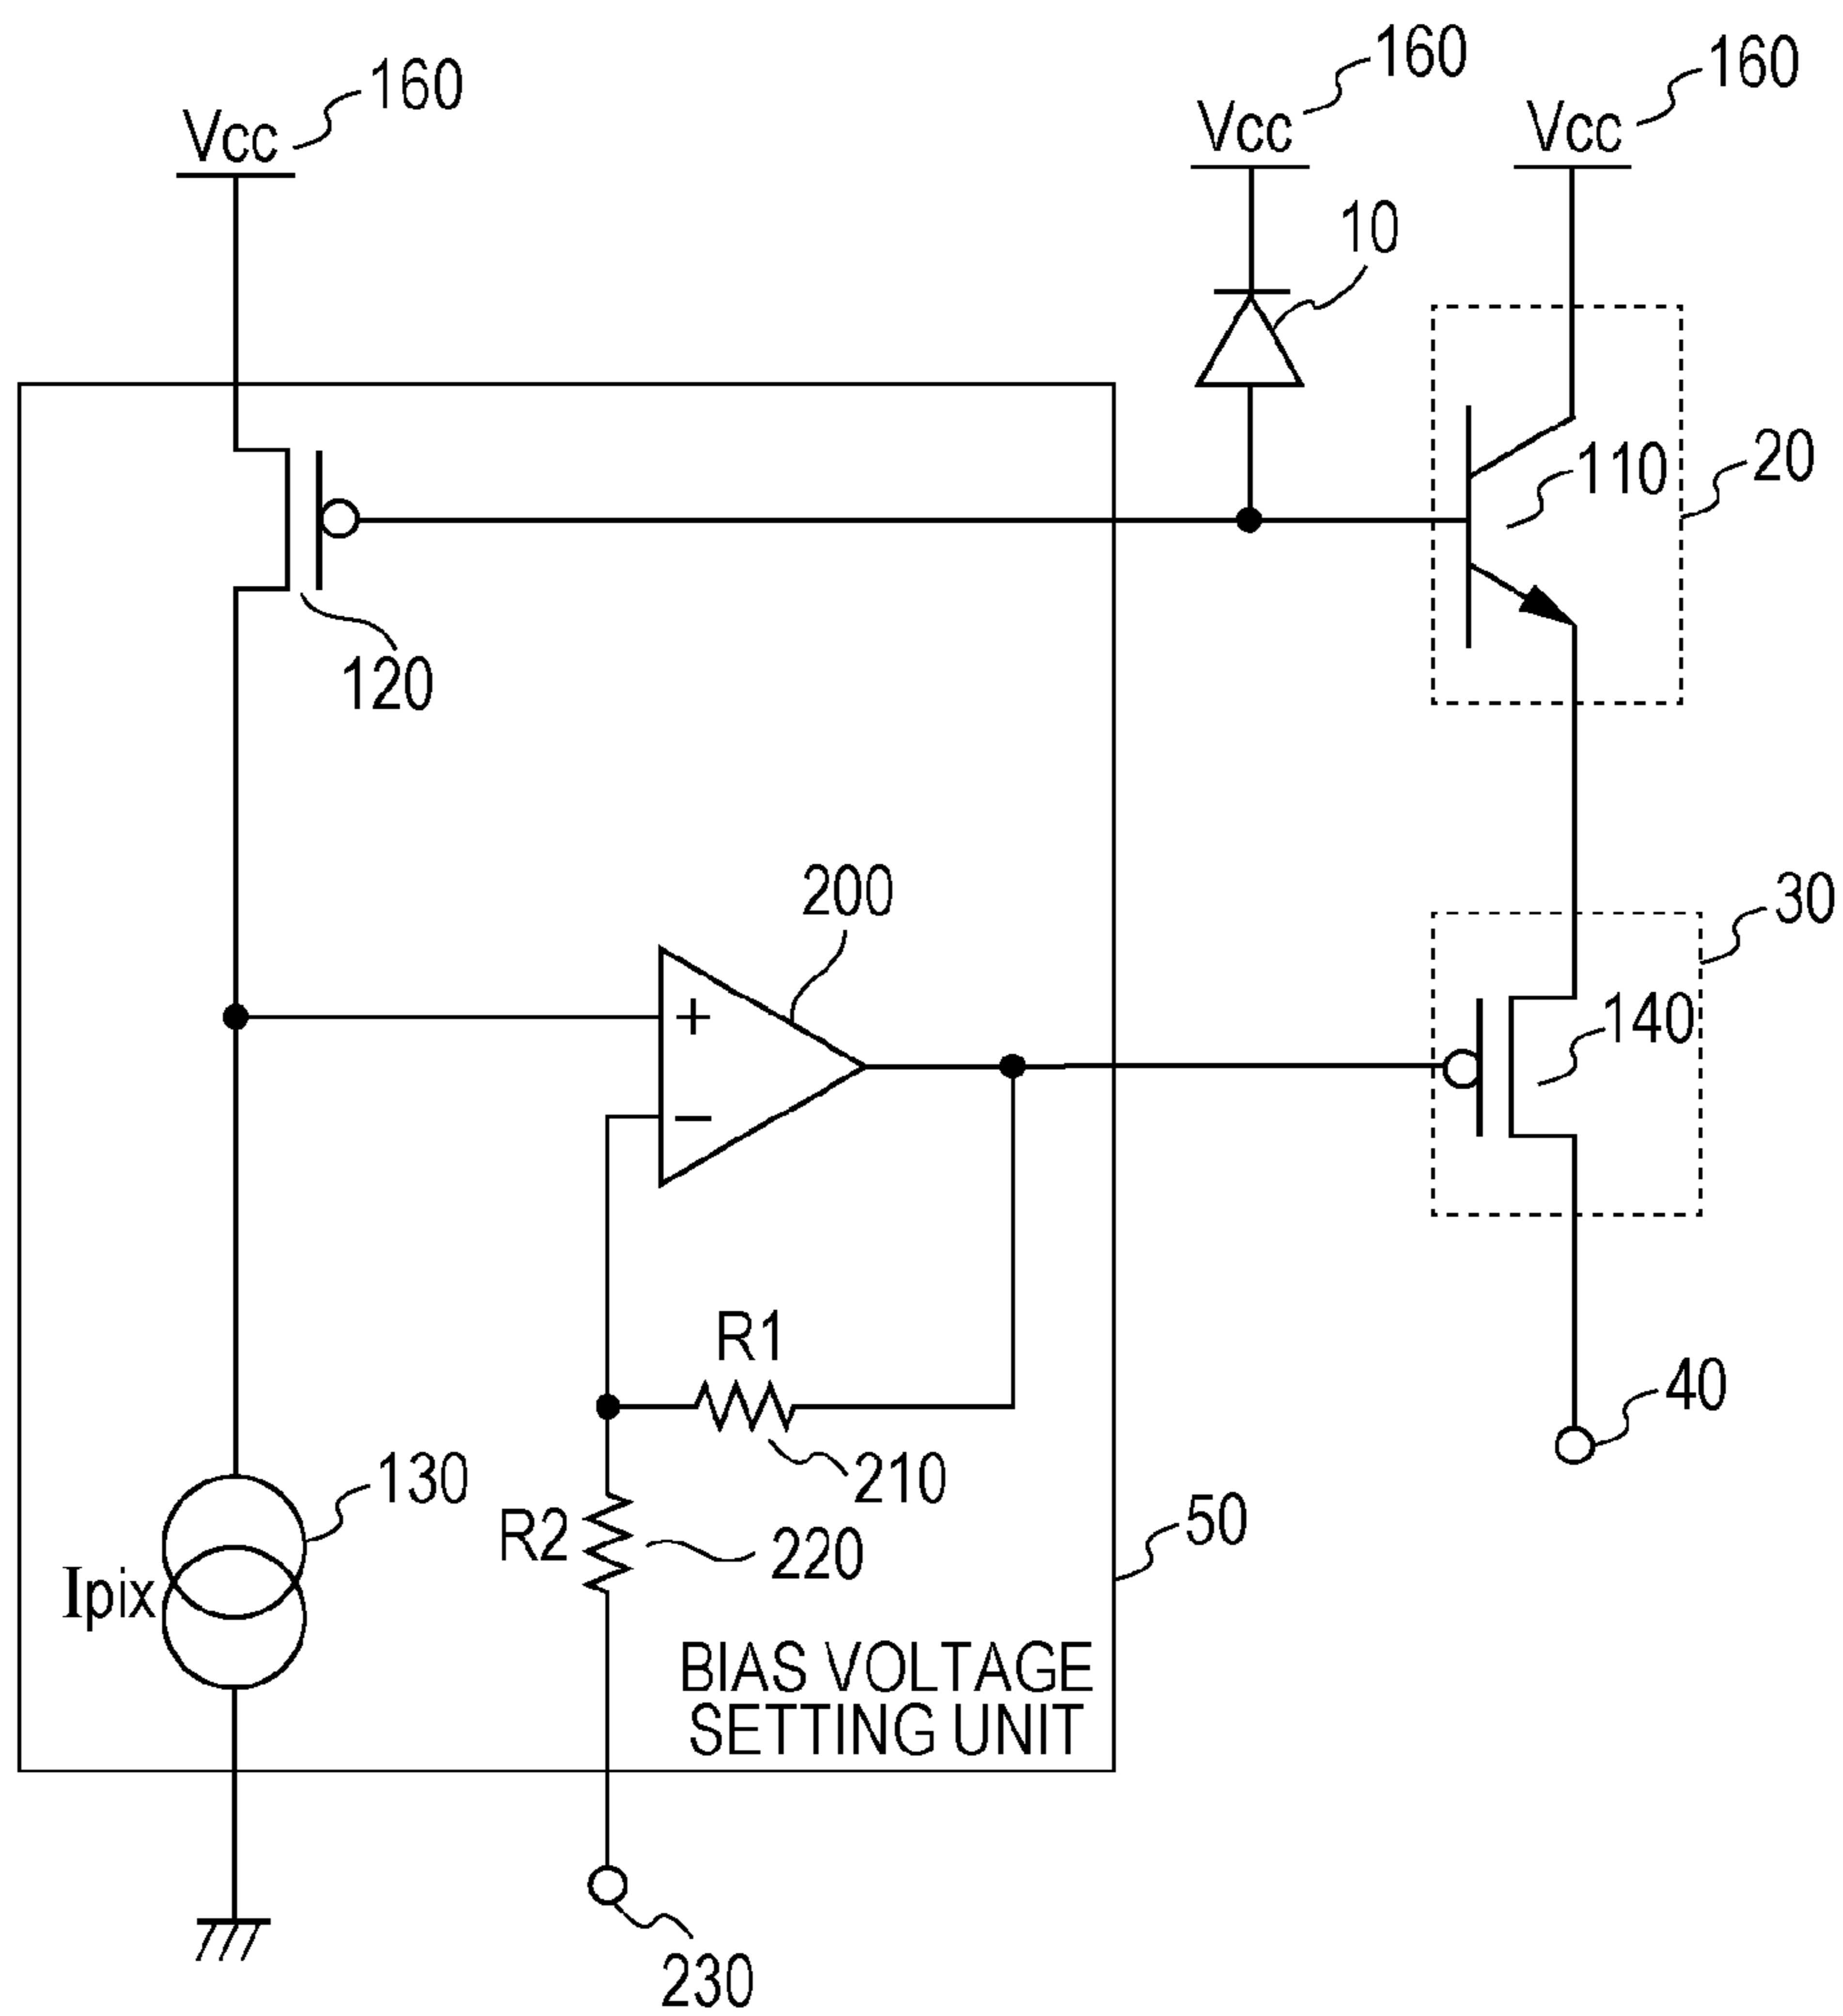 160
160
160
Vcc
Vcc
Vcc
10
110
20
120
200
30
+
140
−
R1
40
130
210
R2
220
50
Ipix
BIAS VOLTAGE
SETTING UNIT
230